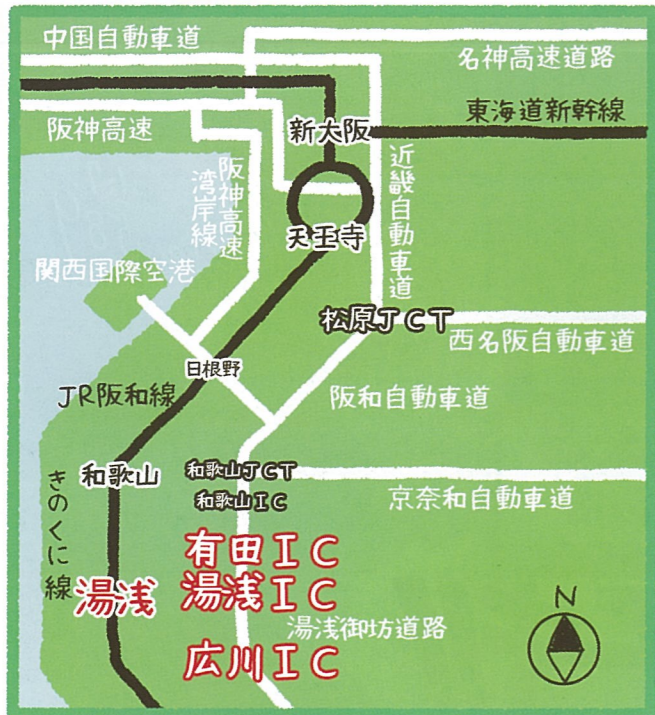 中国自動車道
名神高速道路
阪神高速
新大阪
東海道新幹線
阪神高速
湾岸線
近畿自動車道
天王寺
関西国際空港
松原JCT
西名阪自動車道
日根野
JR阪和線
阪和自動車道
和歌山
和歌山JCT
和歌山IC
京奈和自動車道
きのくに線
有田IC
湯浅
湯浅IC
湯浅御坊道路
広川IC
N